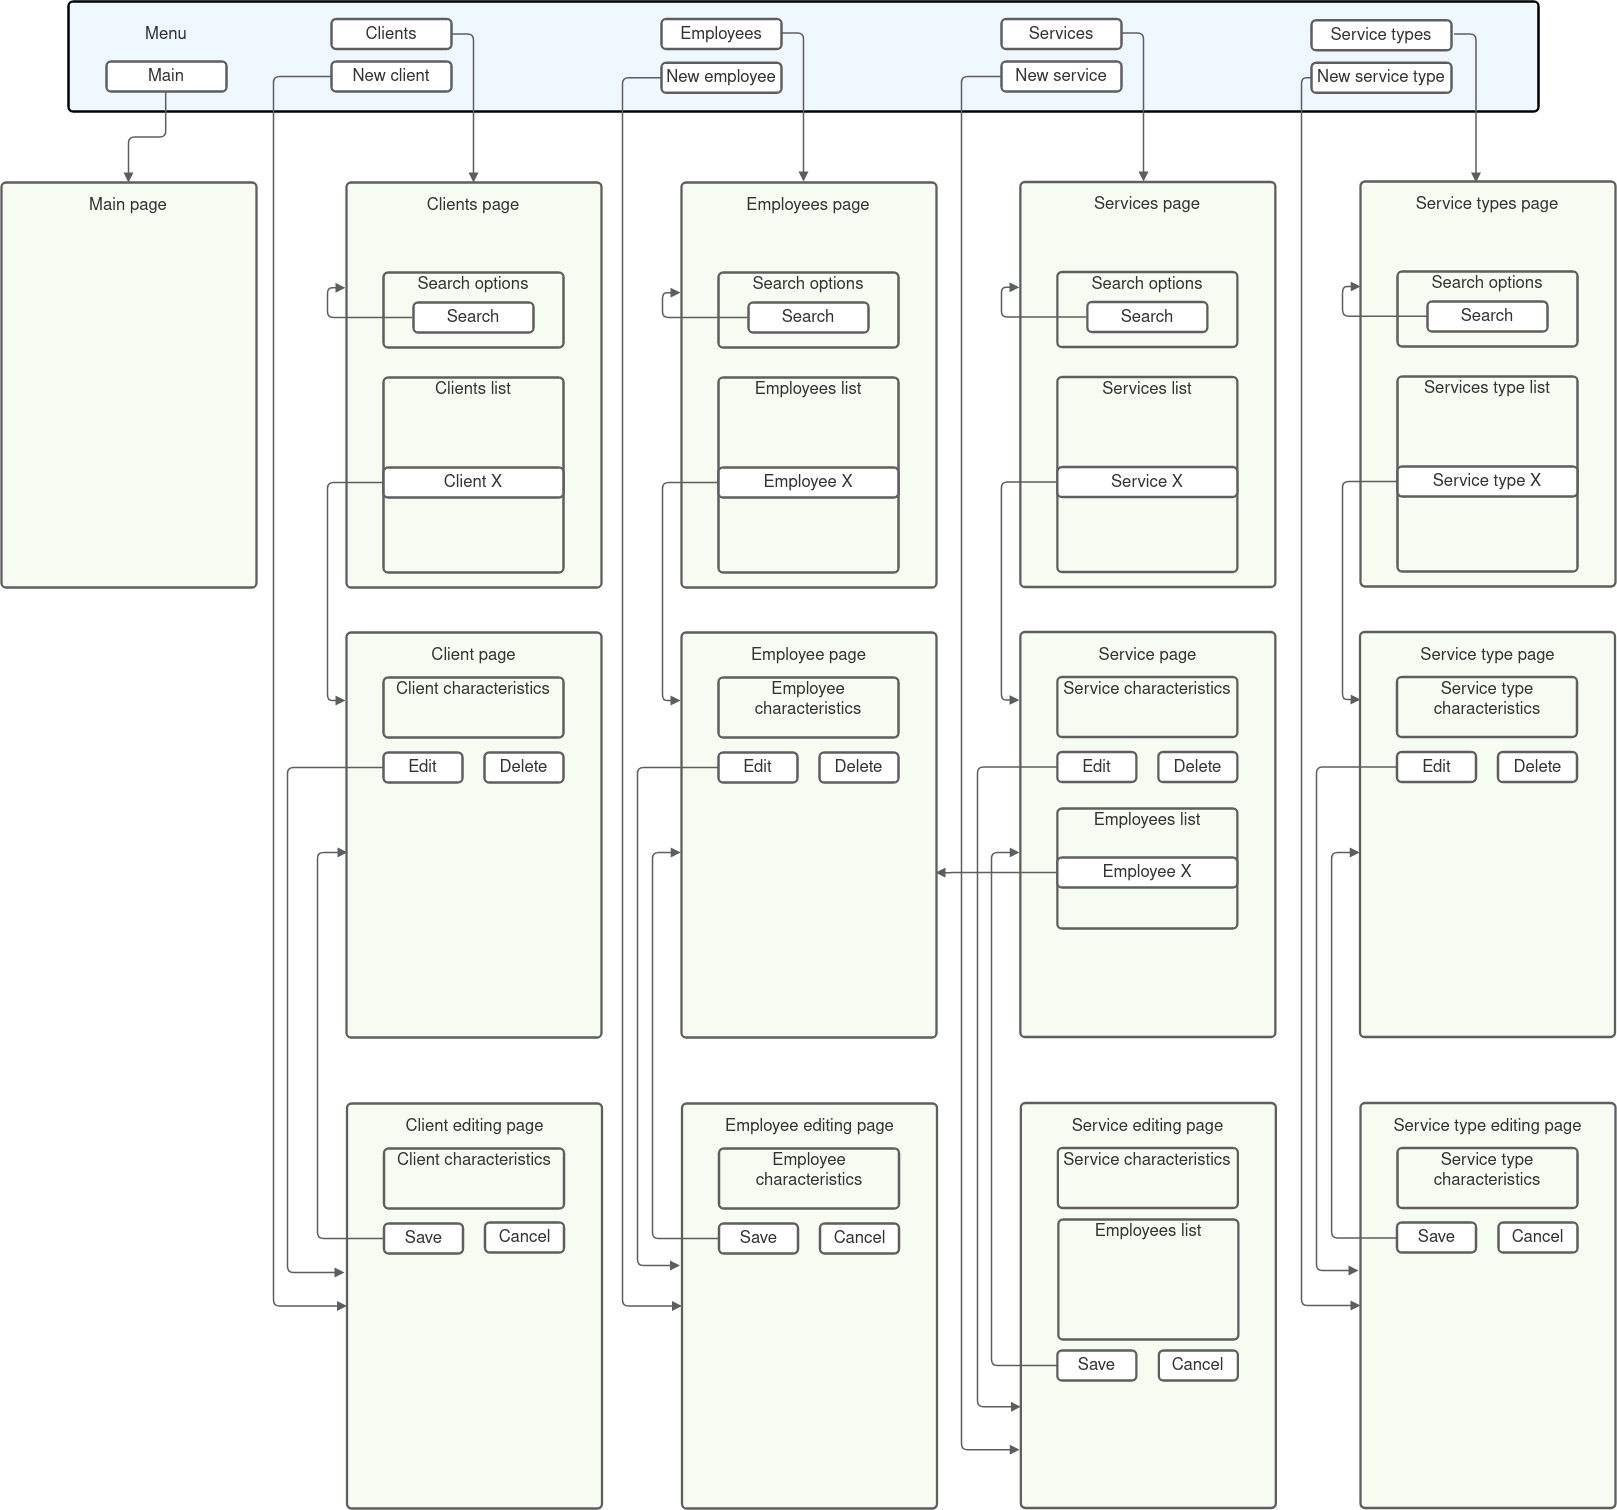 Menu
Main
Clients
New client
Employees
New employee
Services
New service
Service types
New service type
Main page
Clients page
Search options
Search
Clients list
Client X
Employees page
Search options
Search
Employees list
Employee X
Services page
Search options
Search
Services list
Service X
Service types page
Search options
Search
Services type list
Service type X
Client page
Client characteristics
Edit
Delete
Employee page
Employee
characteristics
Edit
Delete
Service page
Service characteristics
Edit
Delete
Employees list
Employee X
Service type page
Service type
characteristics
Edit
Delete
Client editing page
Client characteristics
Save
Cancel
Employee editing page
Employee
characteristics
Save
Cancel
Service editing page
Service characteristics
Employees list
Save
Cancel
Service type editing page
Service type
characteristics
Save
Cancel